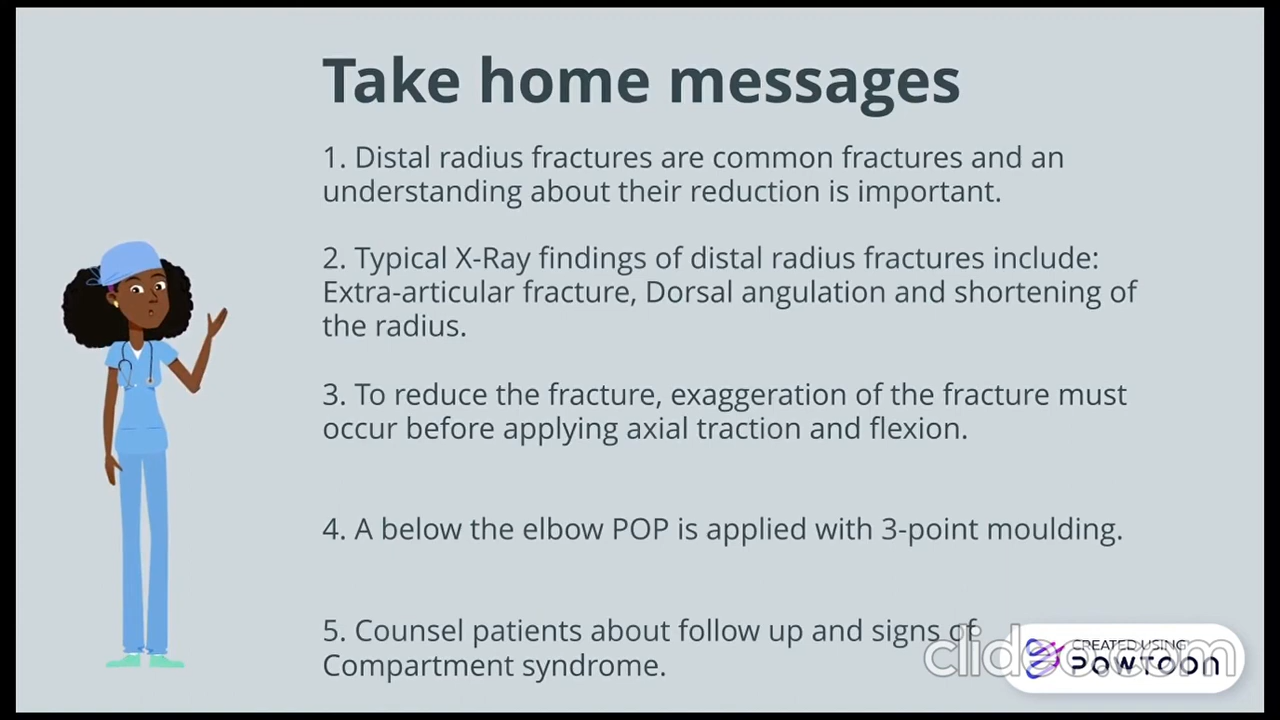 Take home messages
1. Distal radius fractures are common fractures and an
understanding about their reduction is important.
2. Typical X-Ray findings of distal radius fractures include:
Extra-articular fracture, Dorsal angulation and shortening of
the radius.
3. To reduce the fracture, exaggeration of the fracture must
occur before applying axial traction and flexion.
4. A below the elbow POP is applied with 3-point moulding.
5. Counsel patients about follow up and signs of
Compartment syndrome.
clideo.com
CREATED USING
POWTOON